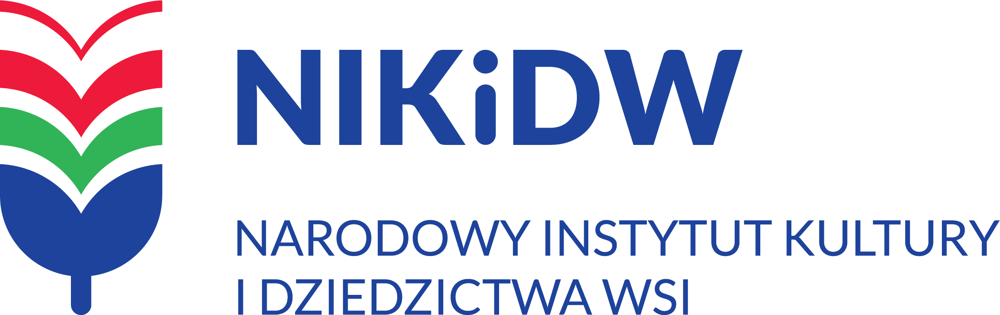 NIKiDW
NARODOWY INSTYTUT KULTURY
I DZIEDZICTWA WSI